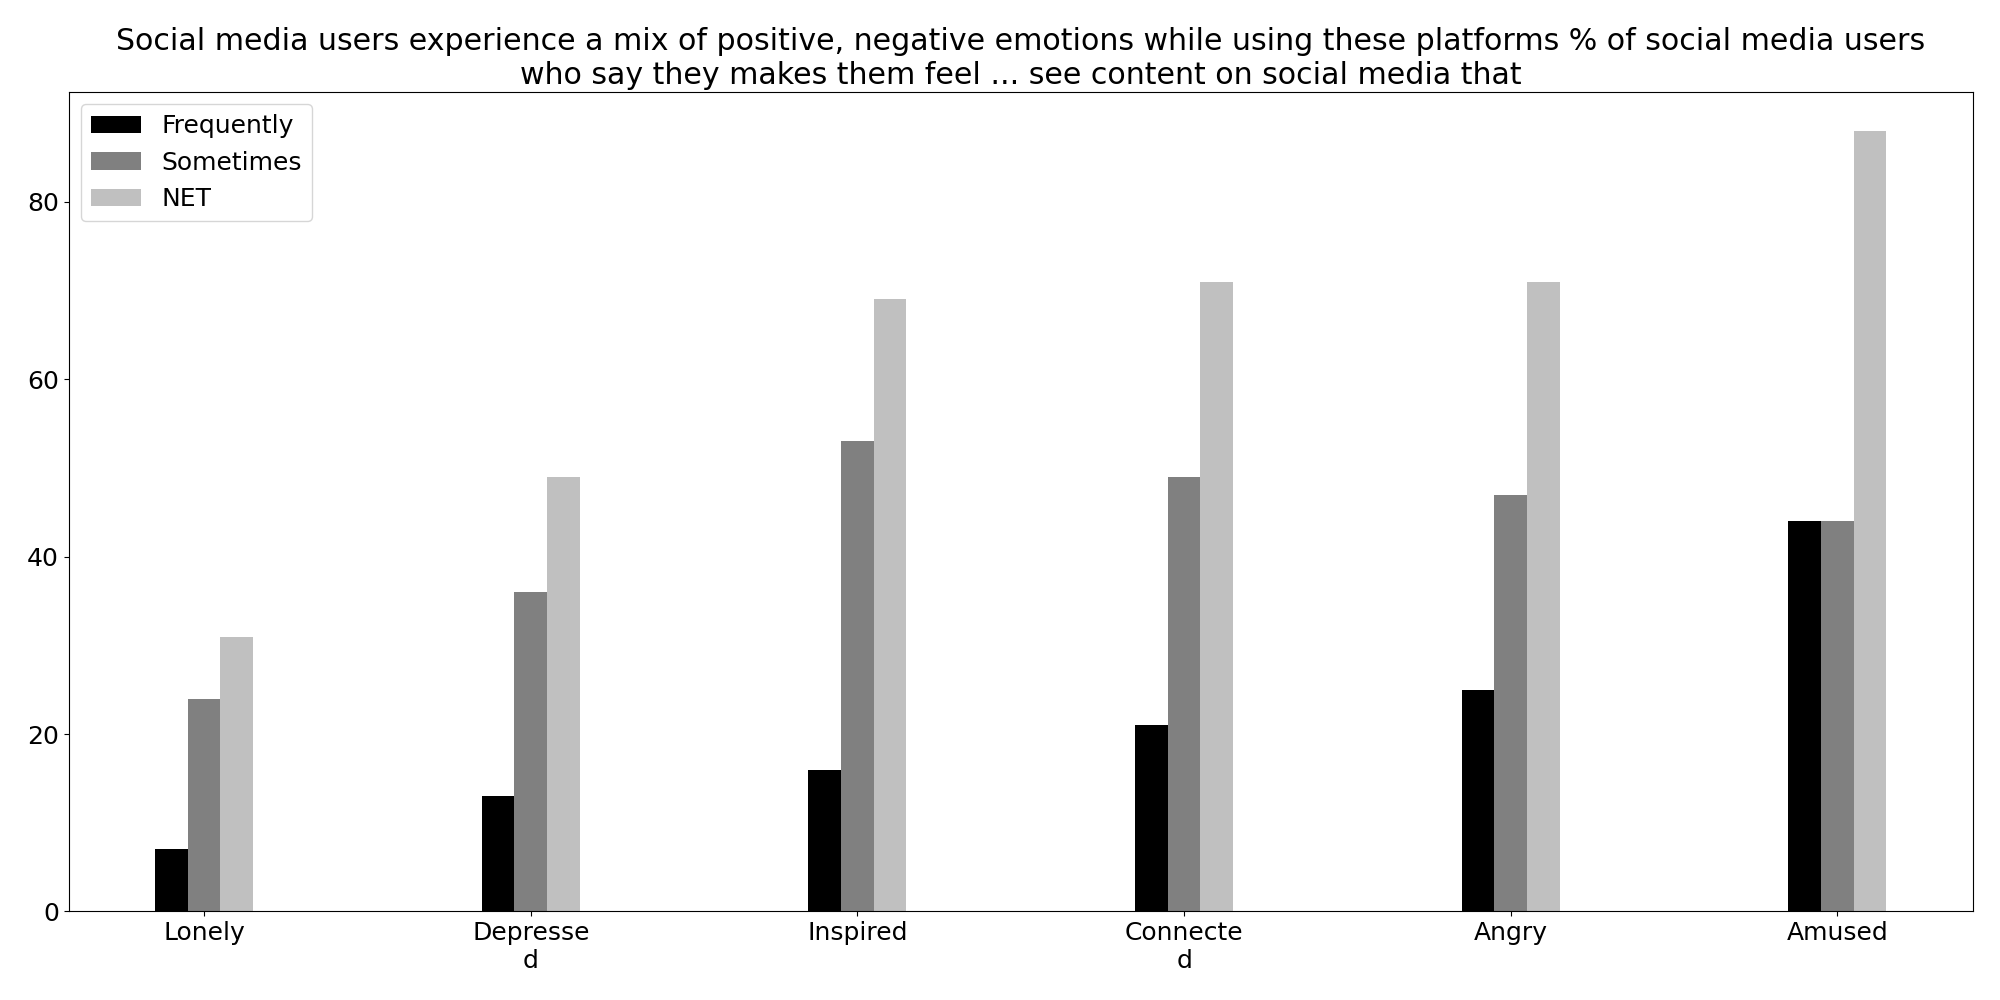 Social media users experience a mix of positive, negative emotions while using these platforms % of social media users
who say they makes them feel ... see content on social media that
Frequently
Sometimes
NET
80
60
40
20
0
Lonely
Depresse
d
Inspired
Connecte
d
Angry
Amused